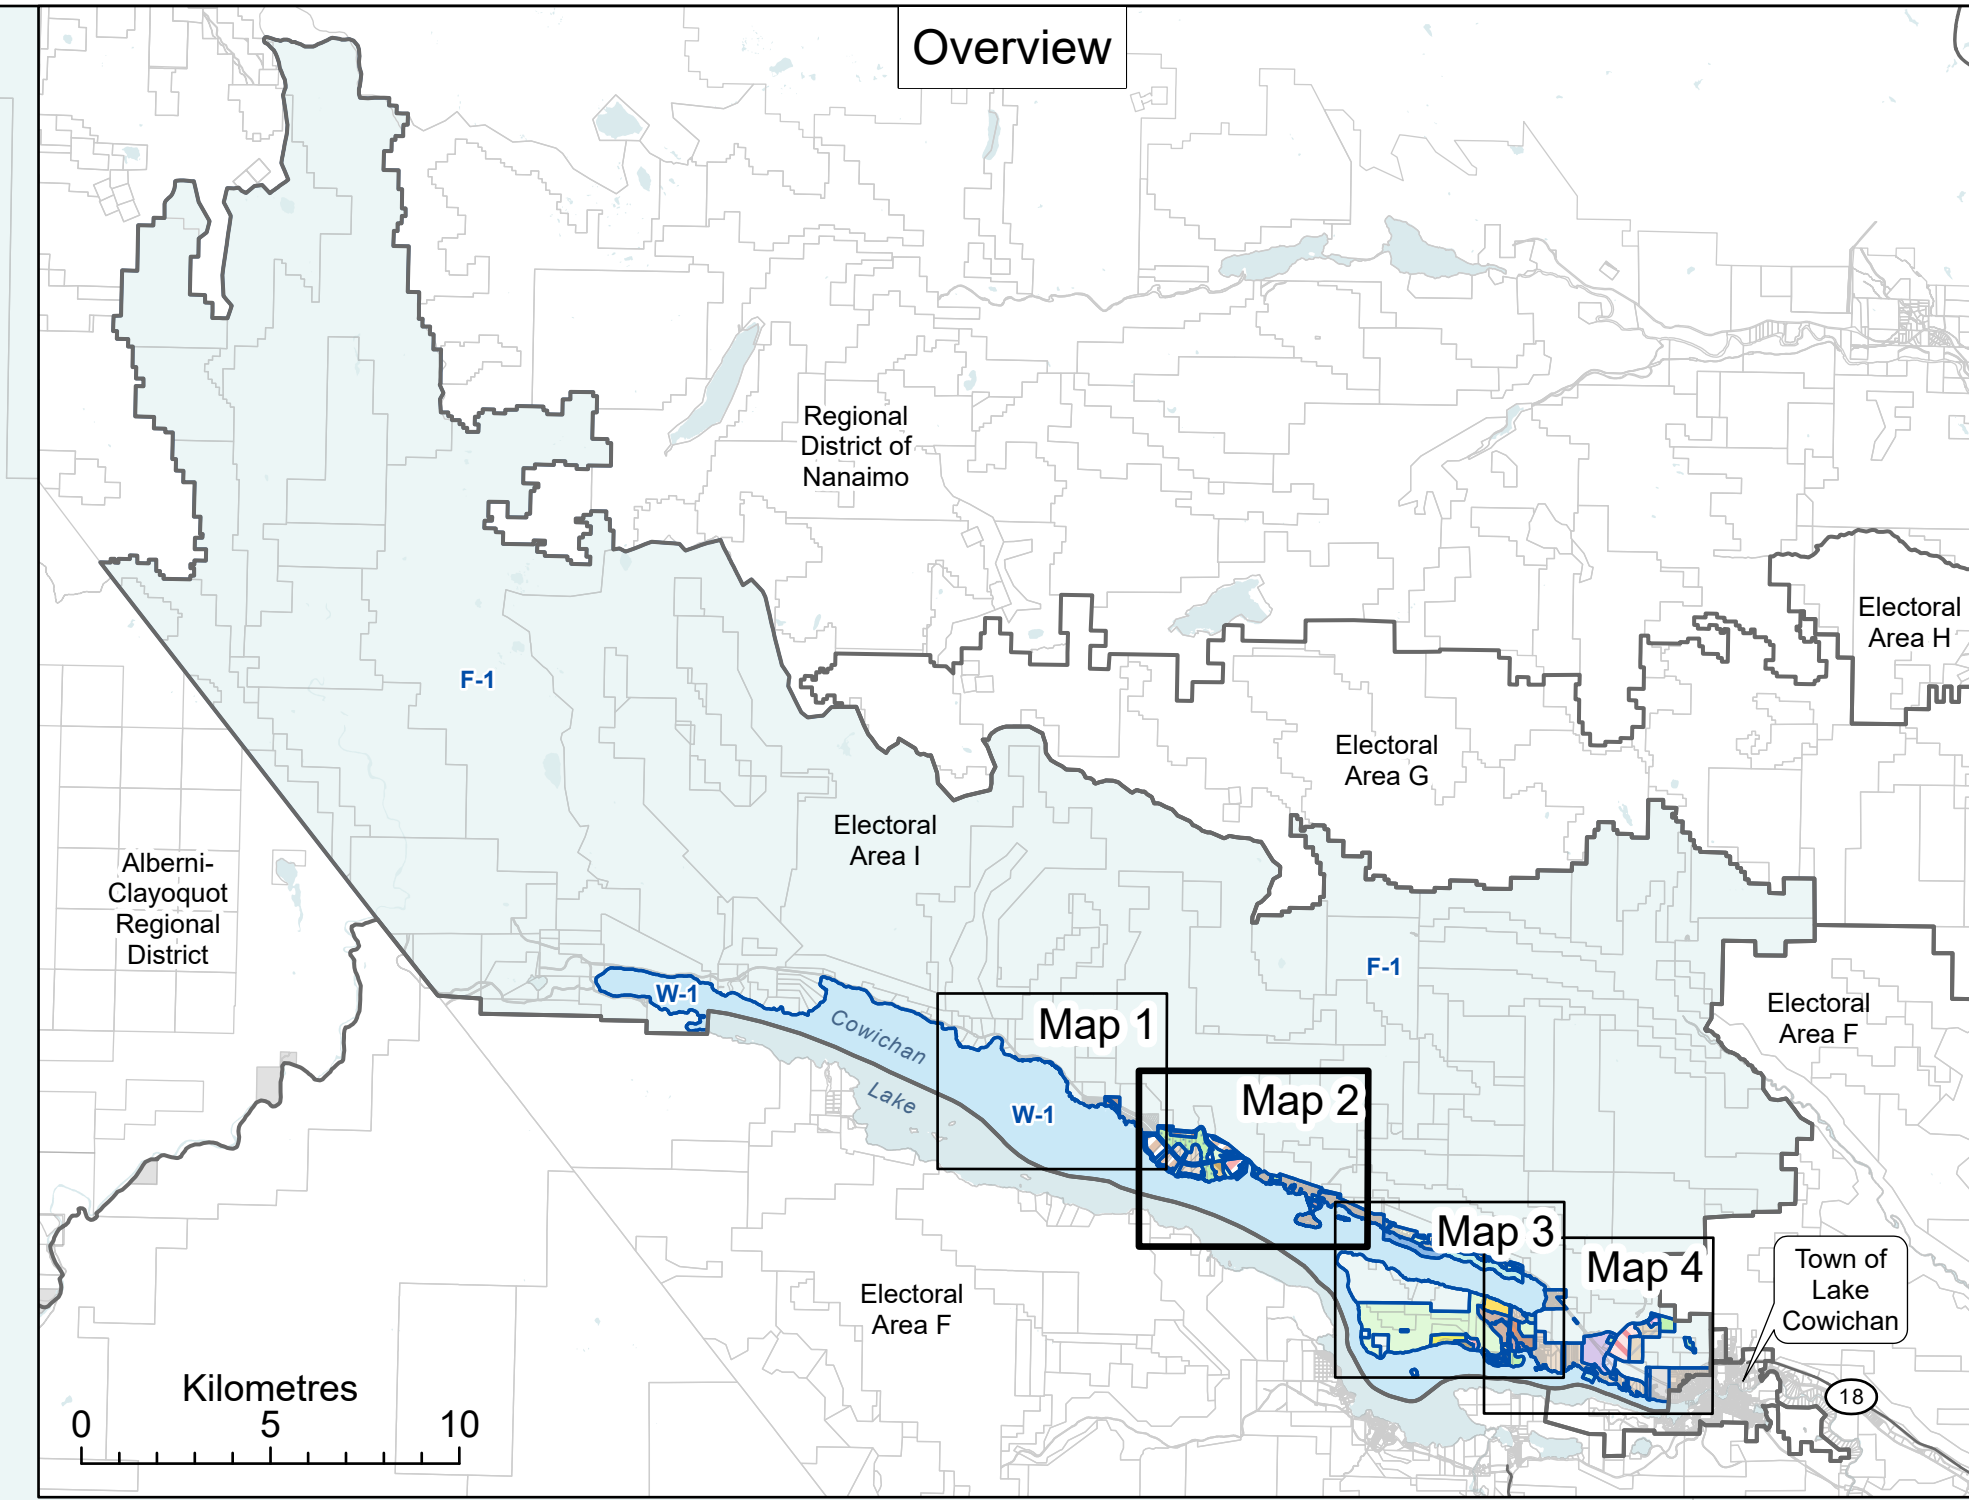 Overview
Regional
District of
Nanaimo
Electoral
Area H
F-1
Electoral
Area G
Electoral
Area I
Alberni-
Clayoquot
Regional
District
F-1
W-1
Electoral
Area F
Cowichan
Lake
Map 1
W-1
Map 2
Map 3
Map 4
Town of
Lake
Cowichan
Electoral
Area F
Kilometres
0 5 10
18